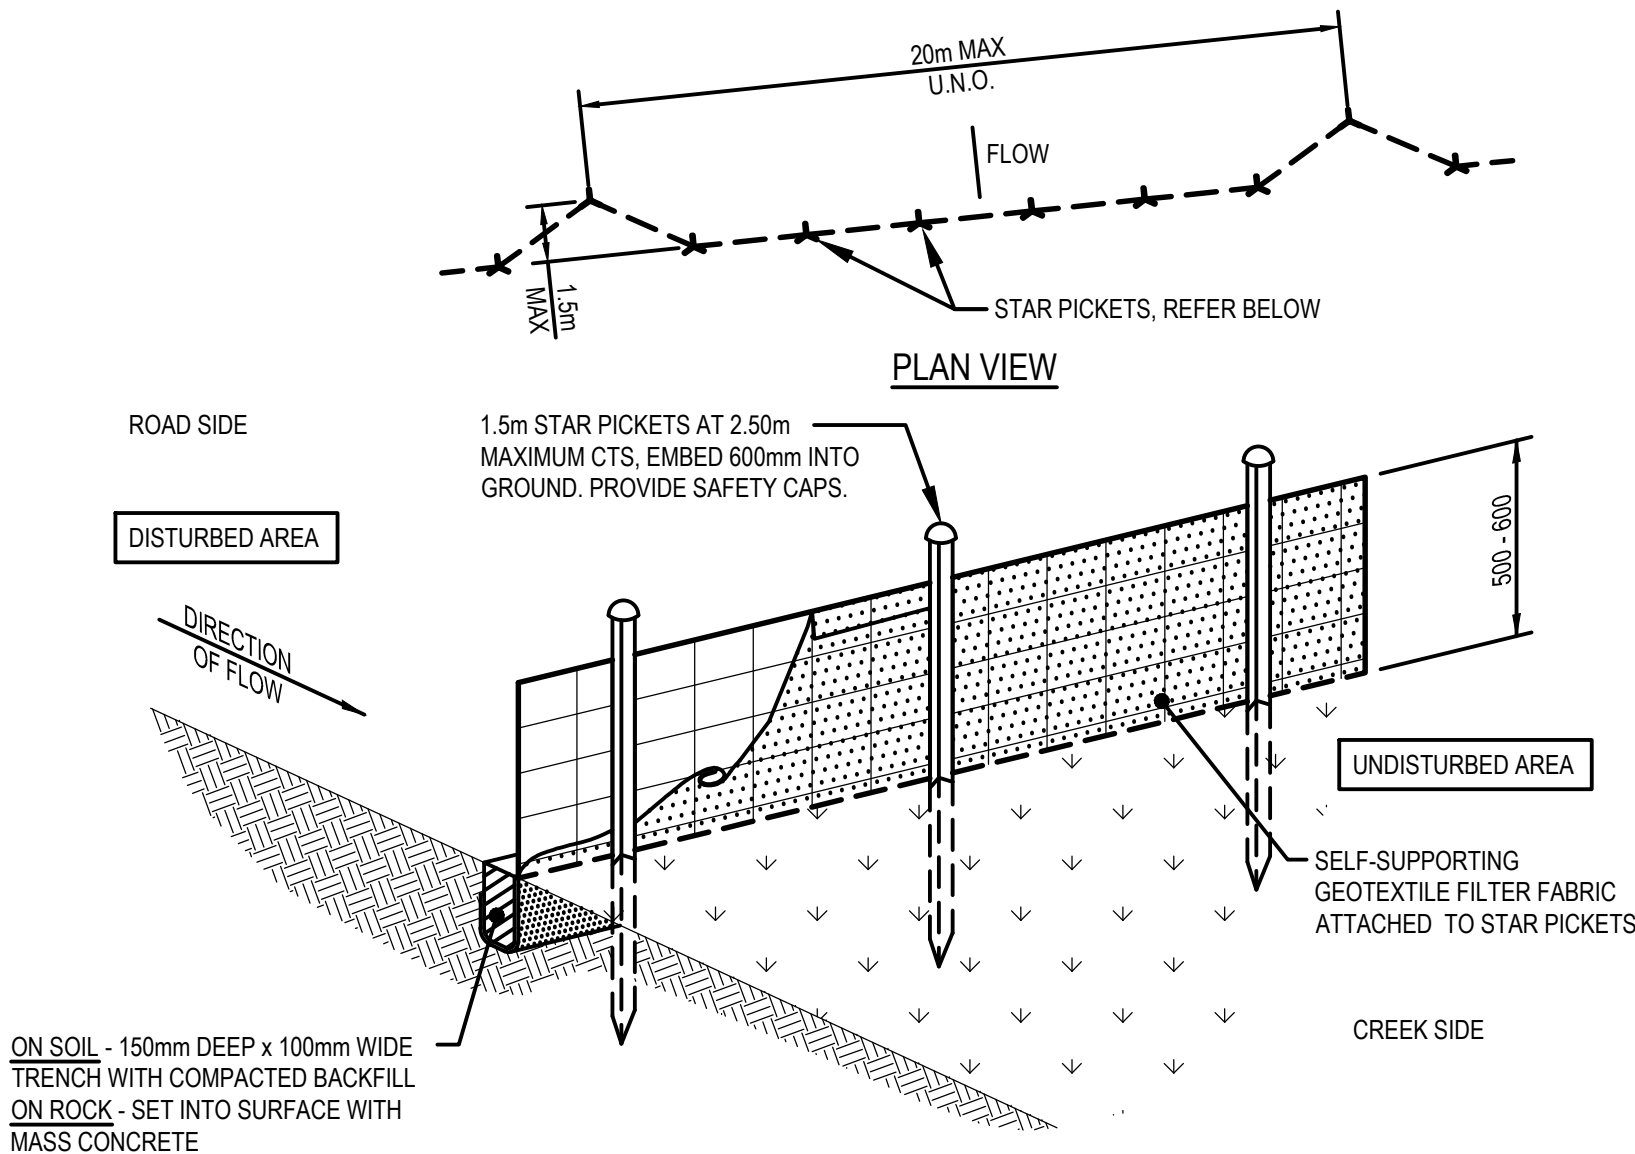 20m MAX
U.N.O.
FLOW
1.5m
MAX
STAR PICKETS, REFER BELOW
PLAN VIEW
ROAD SIDE
1.5m STAR PICKETS AT 2.50m
MAXIMUM CTS, EMBED 600mm INTO
GROUND. PROVIDE SAFETY CAPS.
DISTURBED AREA
500 - 600
DIRECTION
OF FLOW
UNDISTURBED AREA
SELF-SUPPORTING
GEOTEXTILE FILTER FABRIC
ATTACHED TO STAR PICKETS
CREEK SIDE
ON SOIL - 150mm DEEP x 100mm WIDE
TRENCH WITH COMPACTED BACKFILL
ON ROCK - SET INTO SURFACE WITH
MASS CONCRETE